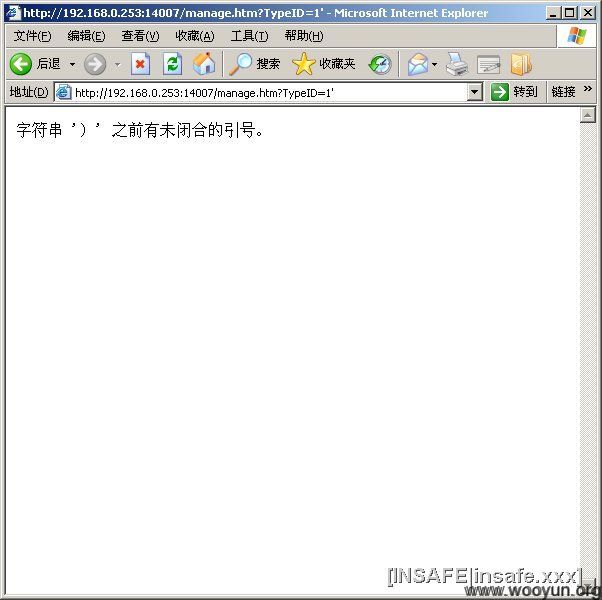 http://192.168.0.253:14007/manage.htm?TypeID=1' - Microsoft Internet Explorer
文件(F) 编辑(E) 查看(V) 收藏(A) 工具(T) 帮助(H)
后退 搜索 收藏夹
地址(D) http://192.168.0.253:14007/manage.htm?TypeID=1' 转到 链接 »
字符串 ') ' 之前有未闭合的引号。
[INSAFE|insafe.xxx]
www.wooyun.org